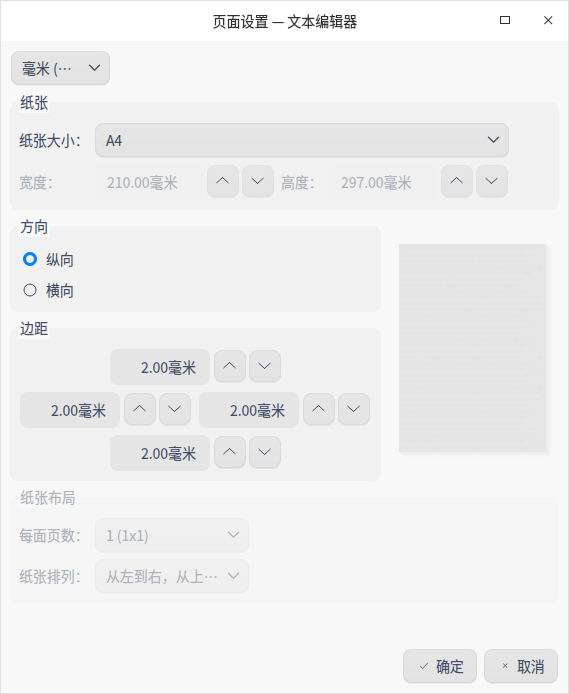 页面设置 — 文本编辑器
毫米 (⋯
纸张
纸张大小： A4
宽度： 210.00毫米 高度： 297.00毫米
方向
纵向
横向
边距
2.00毫米
2.00毫米 2.00毫米
2.00毫米
纸张布局
每面页数： 1 (1x1)
纸张排列： 从左到右，从上⋯
确定 取消